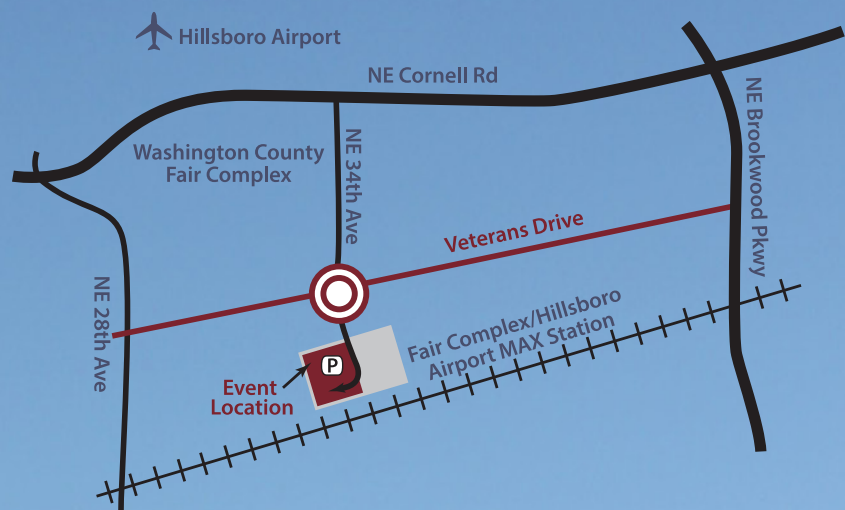 Hillsboro Airport
NE Cornell Rd
Washington County
Fair Complex
NE 34th Ave
NE Brookwood Pkwy
Veterans Drive
NE 28th Ave
Fair Complex/Hillsboro
Airport MAX Station
P
Event
Location